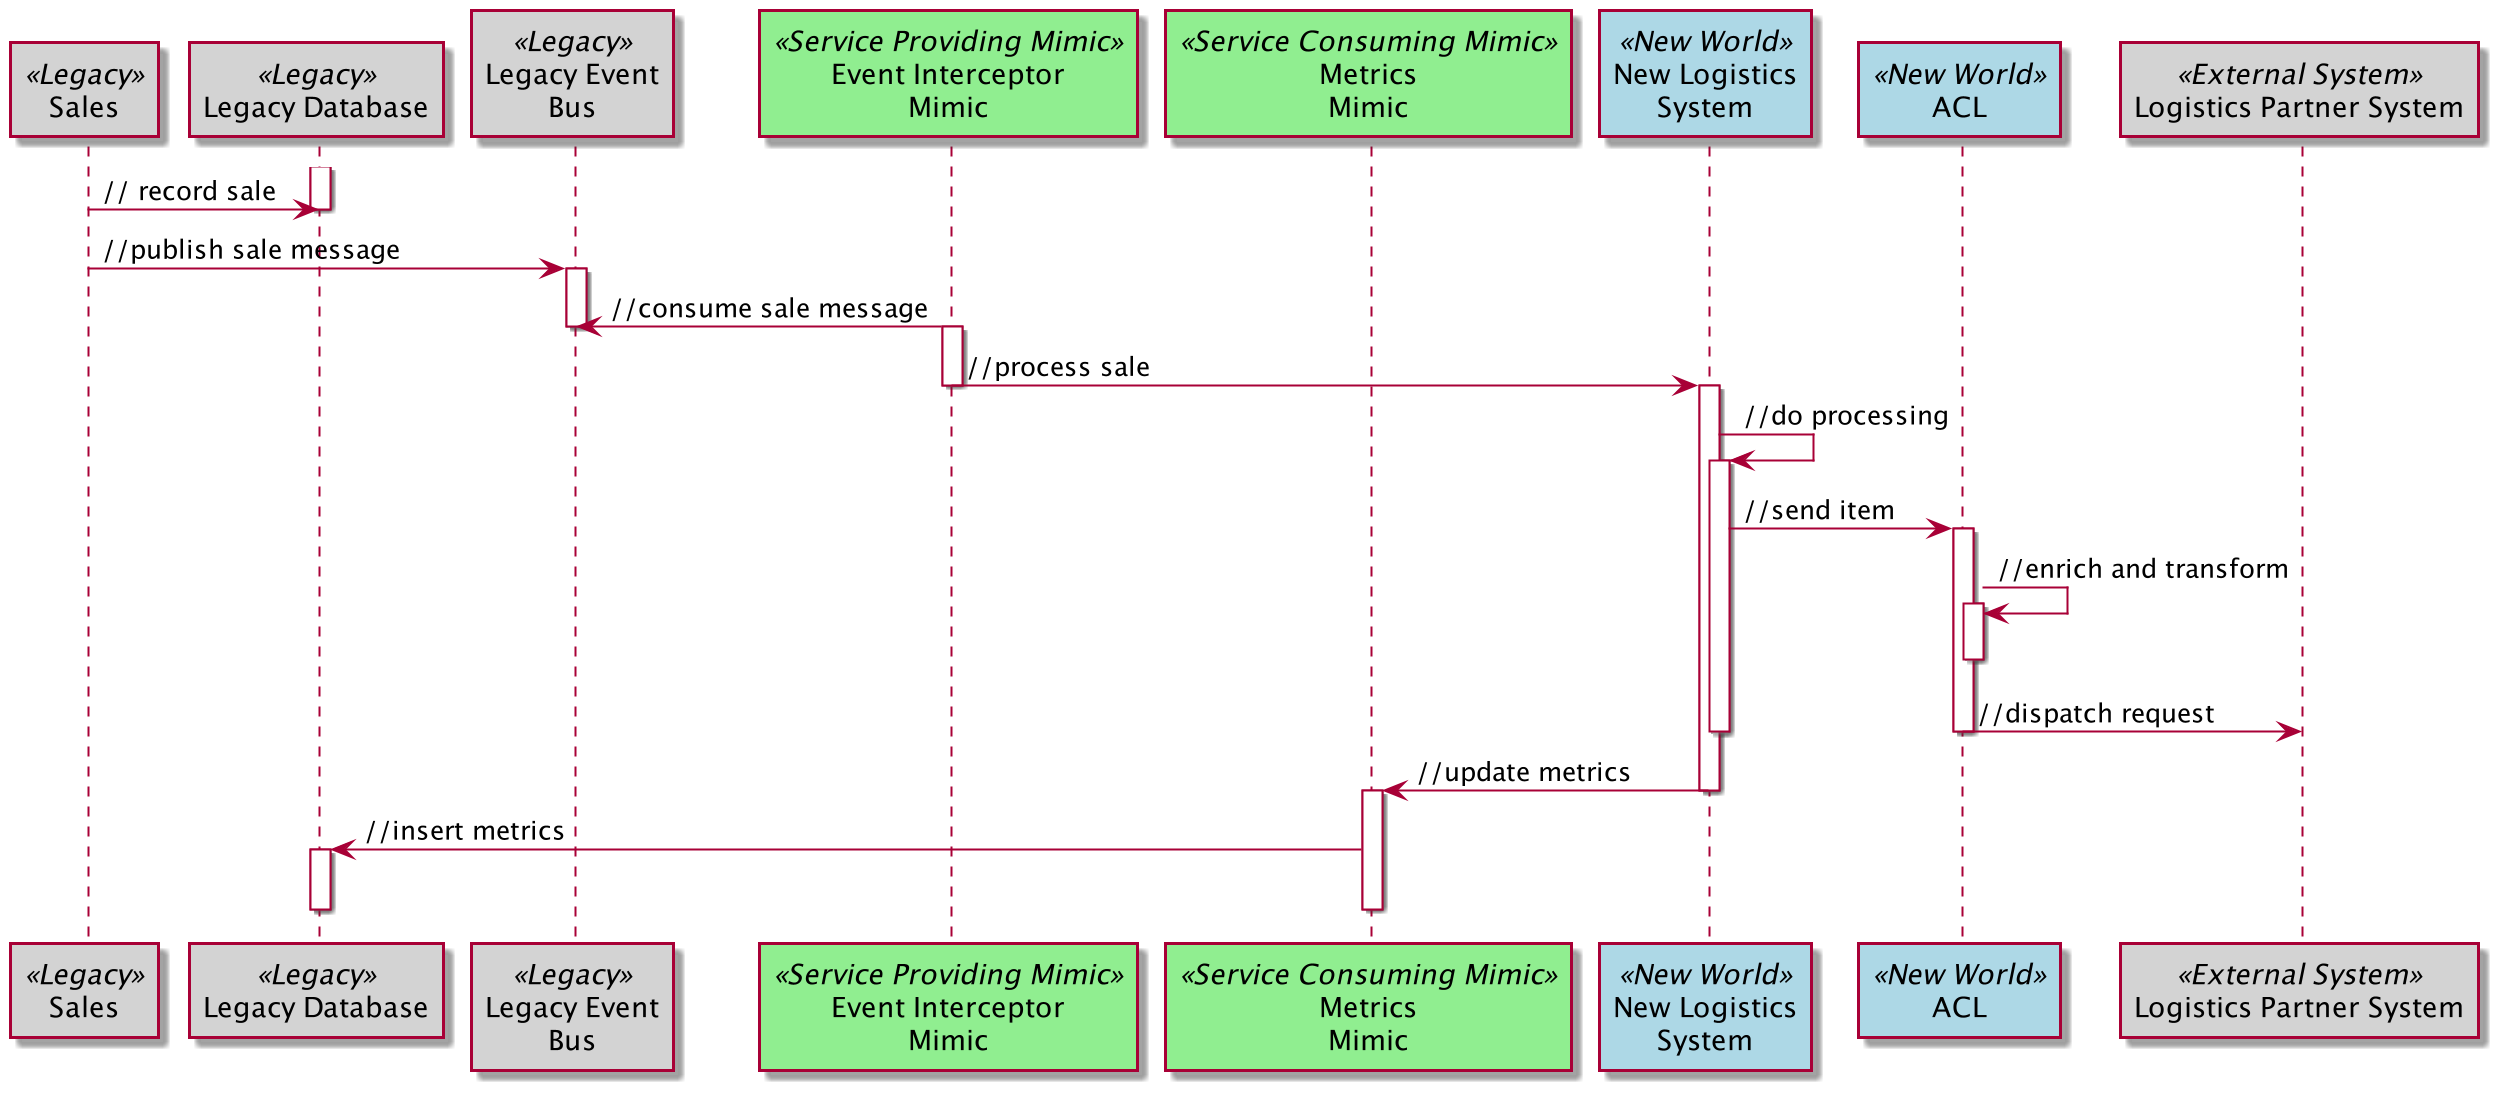 «Legacy»
Sales
«Legacy»
Legacy Database
«Legacy»
Legacy Event
Bus
«Service Providing Mimic»
Event Interceptor
Mimic
«Service Consuming Mimic»
Metrics
Mimic
«New World»
New Logistics
System
«New World»
ACL
«External System»
Logistics Partner System
// record sale
//publish sale message
//consume sale message
//process sale
//do processing
//send item
//enrich and transform
//dispatch request
//update metrics
//insert metrics
«Legacy»
Sales
«Legacy»
Legacy Database
«Legacy»
Legacy Event
Bus
«Service Providing Mimic»
Event Interceptor
Mimic
«Service Consuming Mimic»
Metrics
Mimic
«New World»
New Logistics
System
«New World»
ACL
«External System»
Logistics Partner System